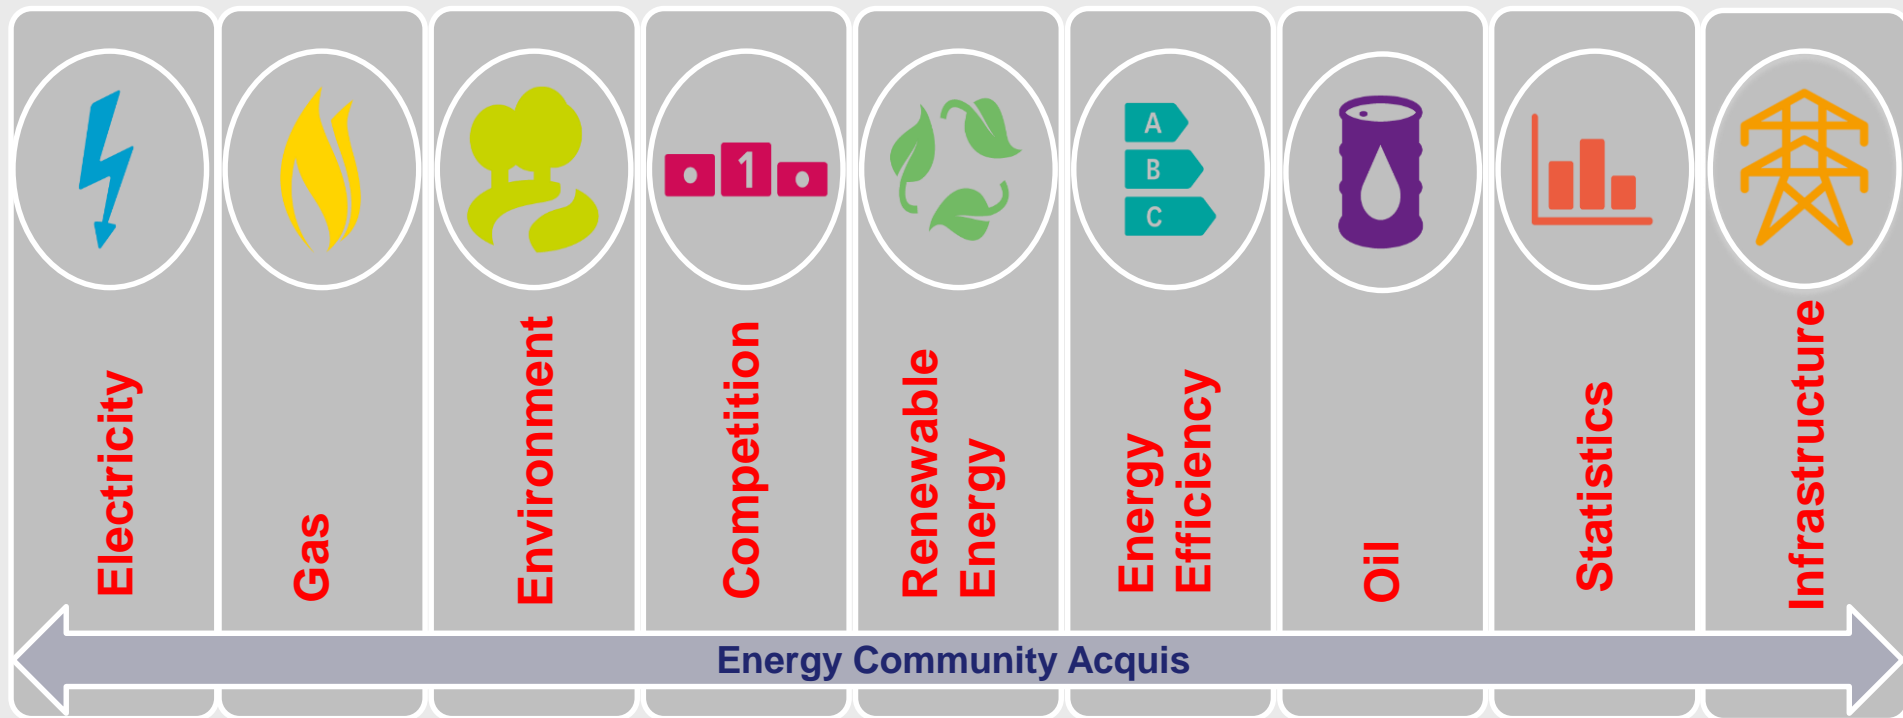 1
A
B
C
Electricity
Gas
Environment
Competition
Renewable
Energy
Energy
Efficiency
Oil
Statistics
Infrastructure
Energy Community Acquis